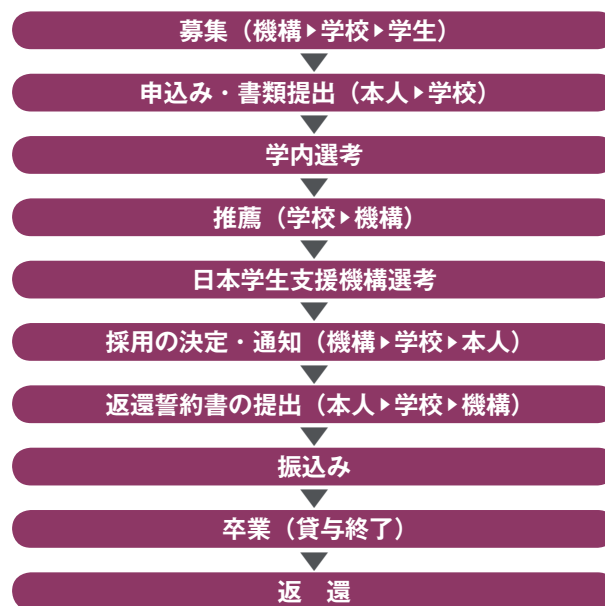 募集（機構▶学校▶学生）
申込み・書類提出（本人▶学校）
学内選考
推薦（学校▶機構）
日本学生支援機構選考
採用の決定・通知（機構▶学校▶本人）
返還誓約書の提出（本人▶学校▶機構）
振込み
卒業（貸与終了）
返　還